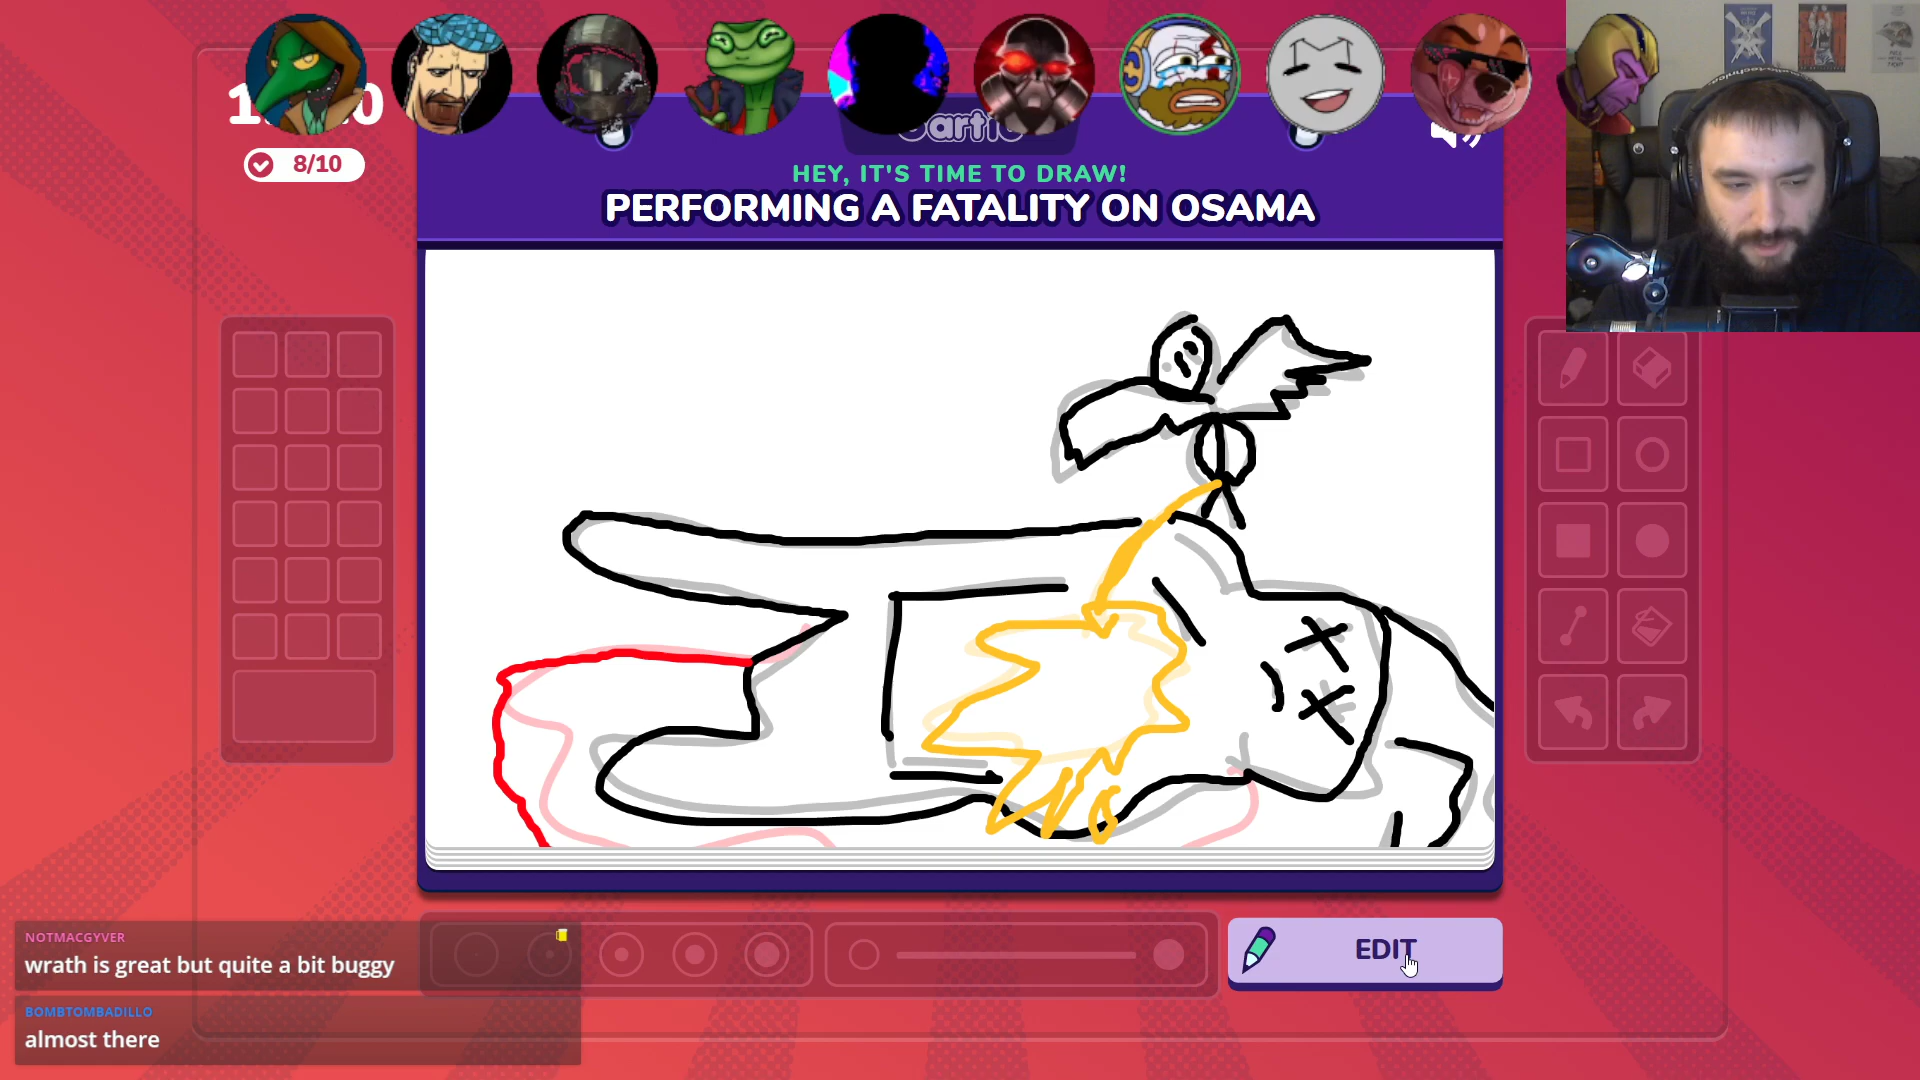 8/10
HEY, IT'S TIME TO DRAW!
PERFORMING A FATALITY ON OSAMA
EDIT
NOTMACGYVER
wrath is great but quite a bit buggy
BOMBTOMBADILLO
almost there